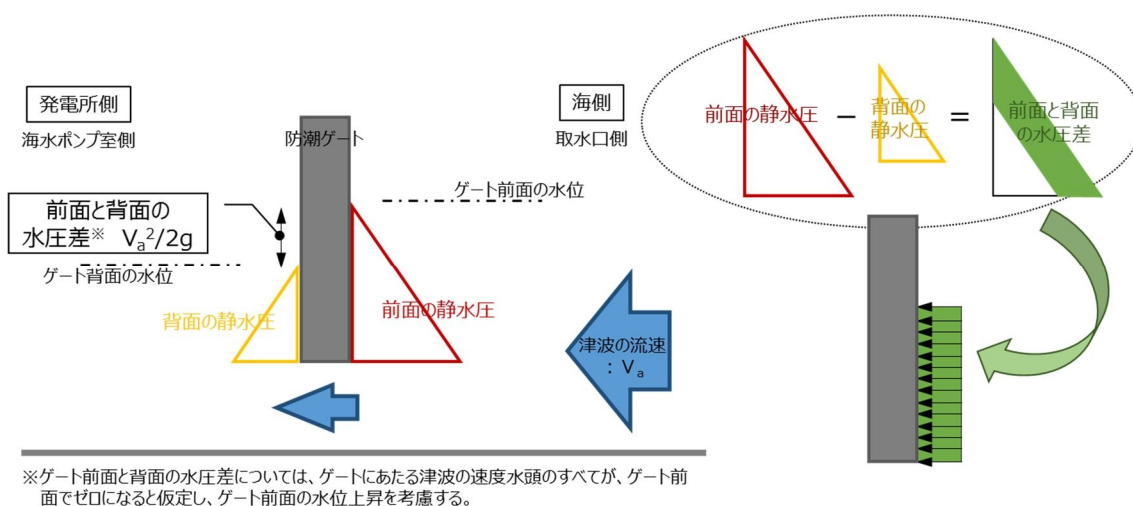 発電所側
海水ポンプ室側
防潮ゲート
海側
取水口側
前面の静水圧
−
背面の
静水圧
=
前面と背面
の水圧差
ゲート前面の水位
前面と背面の
水圧差※ Va²/2g
ゲート背面の水位
背面の静水圧
前面の静水圧
津波の流速
：Va
※ゲート前面と背面の水圧差については、ゲートにあたる津波の速度水頭のすべてが、ゲート前
面でゼロになると仮定し、ゲート前面の水位上昇を考慮する。